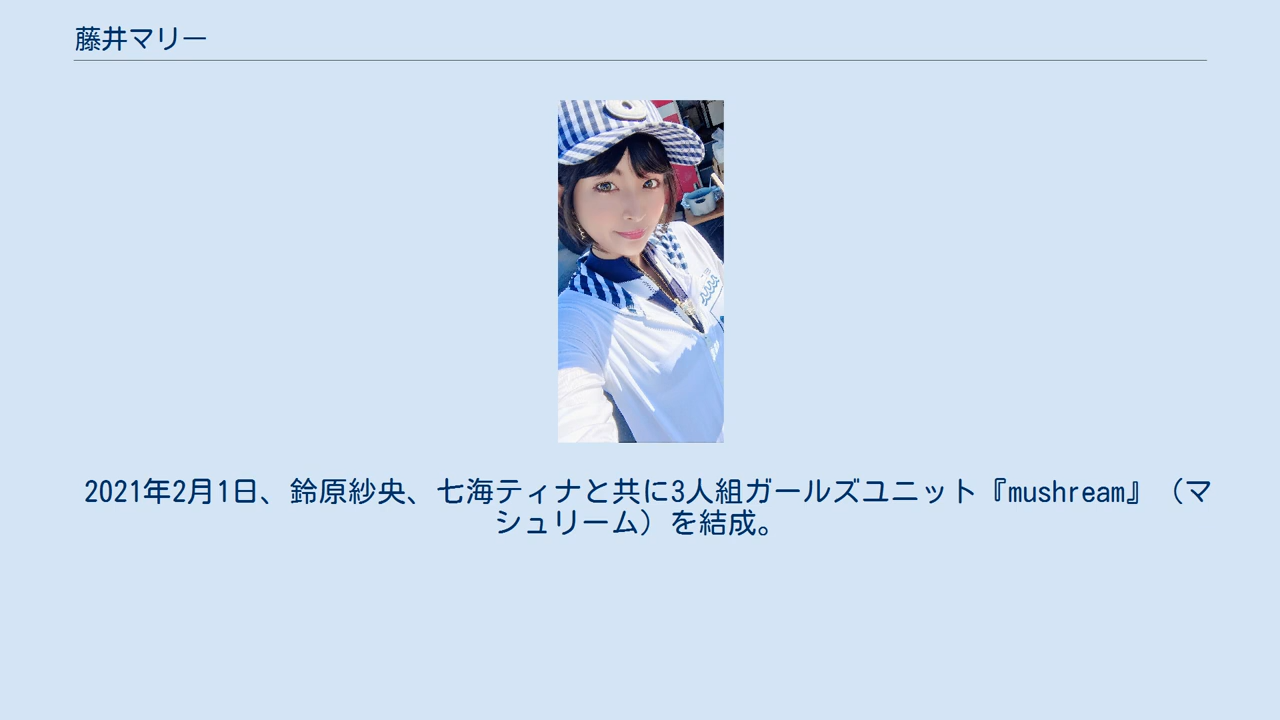 藤井マリー
2021年2月1日、鈴原紗央、七海ティナと共に3人組ガールズユニット『mushream』（マ
シュリーム）を結成。